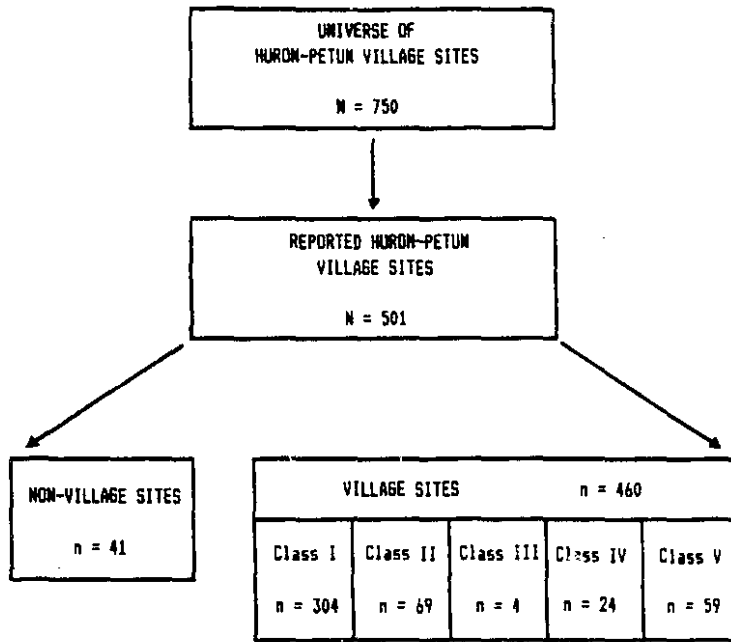 UNIVERSE OF
HURON-PETUN VILLAGE SITES
N = 750
REPORTED HURON-PETUN
VILLAGE SITES
N = 501
NON-VILLAGE SITES
n = 41
VILLAGE SITES n = 460
Class I Class II Class III Class IV Class V
n = 304 n = 69 n = 4 n = 24 n = 59